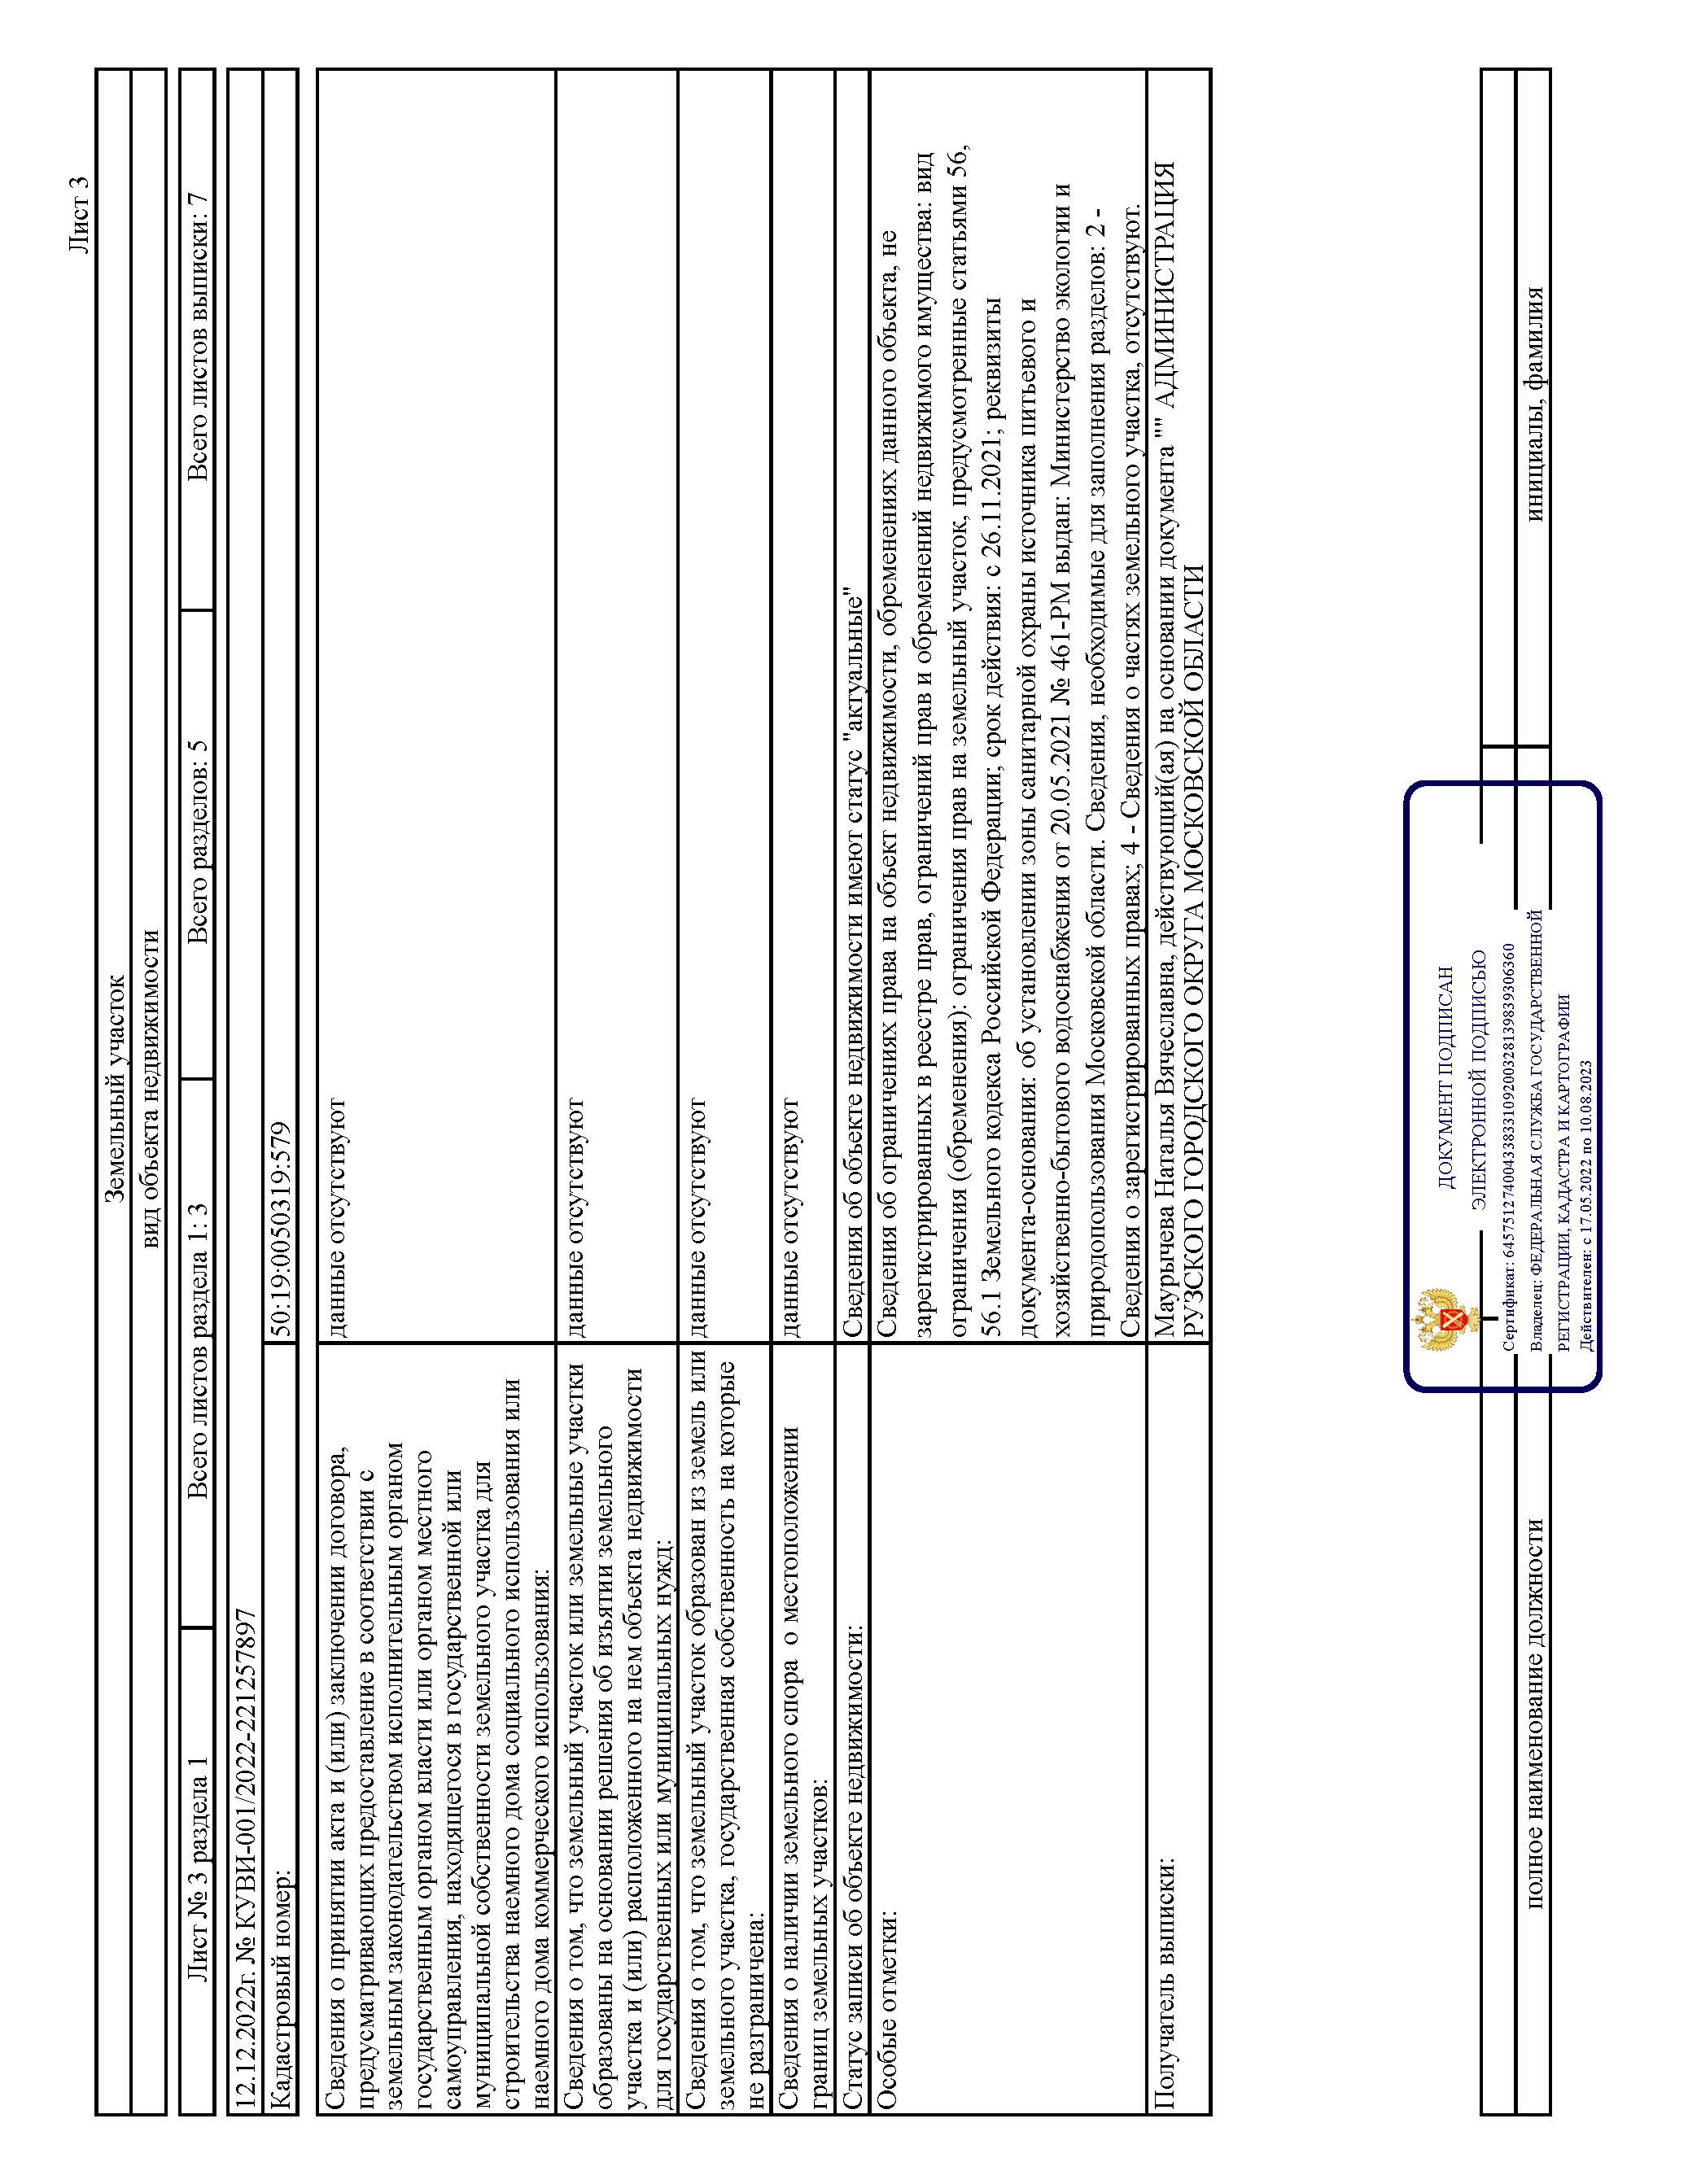 Лист 3
Земельный участок
вид объекта недвижимости
Лист № 3 раздела 1
Всего листов раздела 1: 3
Всего разделов: 5
Всего листов выписки: 7
12.12.2022г. № КУВИ-001/2022-221257897
Кадастровый номер:
50:19:0050319:579
Сведения о принятии акта и (или) заключении договора,
предусматривающих предоставление в соответствии с
земельным законодательством исполнительным органом
государственным органом власти или органом местного
самоуправления, находящегося в государственной или
муниципальной собственности земельного участка для
строительства наемного дома социального использования или
наемного дома коммерческого использования:
данные отсутствуют
Сведения о том, что земельный участок или земельные участки
образованы на основании решения об изъятии земельного
участка и (или) расположенного на нем объекта недвижимости
для государственных или муниципальных нужд:
данные отсутствуют
Сведения о том, что земельный участок образован из земель или
земельного участка, государственная собственность на которые
не разграничена:
данные отсутствуют
Сведения о наличии земельного спора о местоположении
границ земельных участков:
данные отсутствуют
Статус записи об объекте недвижимости:
Сведения об объекте недвижимости имеют статус "актуальные"
Особые отметки:
Сведения об ограничениях права на объект недвижимости, обременениях данного объекта, не
зарегистрированных в реестре прав, ограничений прав и обременений недвижимого имущества: вид
ограничения (обременения): ограничения прав на земельный участок, предусмотренные статьями 56,
56.1 Земельного кодекса Российской Федерации; срок действия: с 26.11.2021; реквизиты
документа-основания: об установлении зоны санитарной охраны источника питьевого и
хозяйственно-бытового водоснабжения от 20.05.2021 № 461-РМ выдан: Министерство экологии и
природопользования Московской области. Сведения, необходимые для заполнения разделов: 2 -
Сведения о зарегистрированных правах; 4 - Сведения о частях земельного участка, отсутствуют.
Получатель выписки:
Маурычева Наталья Вячеславна, действующий(ая) на основании документа "" АДМИНИСТРАЦИЯ
РУЗСКОГО ГОРОДСКОГО ОКРУГА МОСКОВСКОЙ ОБЛАСТИ
ДОКУМЕНТ ПОДПИСАН
ЭЛЕКТРОННОЙ ПОДПИСЬЮ
Сертификат: 64575127400433833109200328139839306360
Владелец: ФЕДЕРАЛЬНАЯ СЛУЖБА ГОСУДАРСТВЕННОЙ
РЕГИСТРАЦИИ, КАДАСТРА И КАРТОГРАФИИ
Действителен: с 17.05.2022 по 10.08.2023
полное наименование должности
инициалы, фамилия